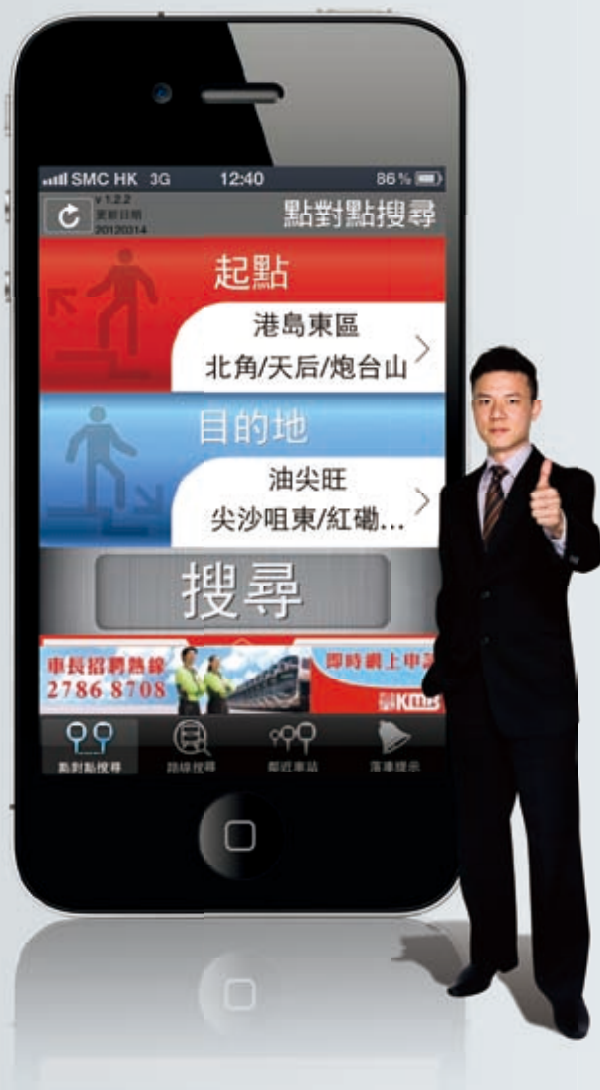 SMC HK 3G 12:40 86%
v 1.2.2
更新日期
20120314
點對點搜尋
起點
港島東區
北角/天后/炮台山
目的地
油尖旺
尖沙咀東/紅磡...
搜尋
車長招聘熱線
2786 8708
即時網上申請
KMB
點對點搜尋 路線搜尋 鄰近車站 落車提示